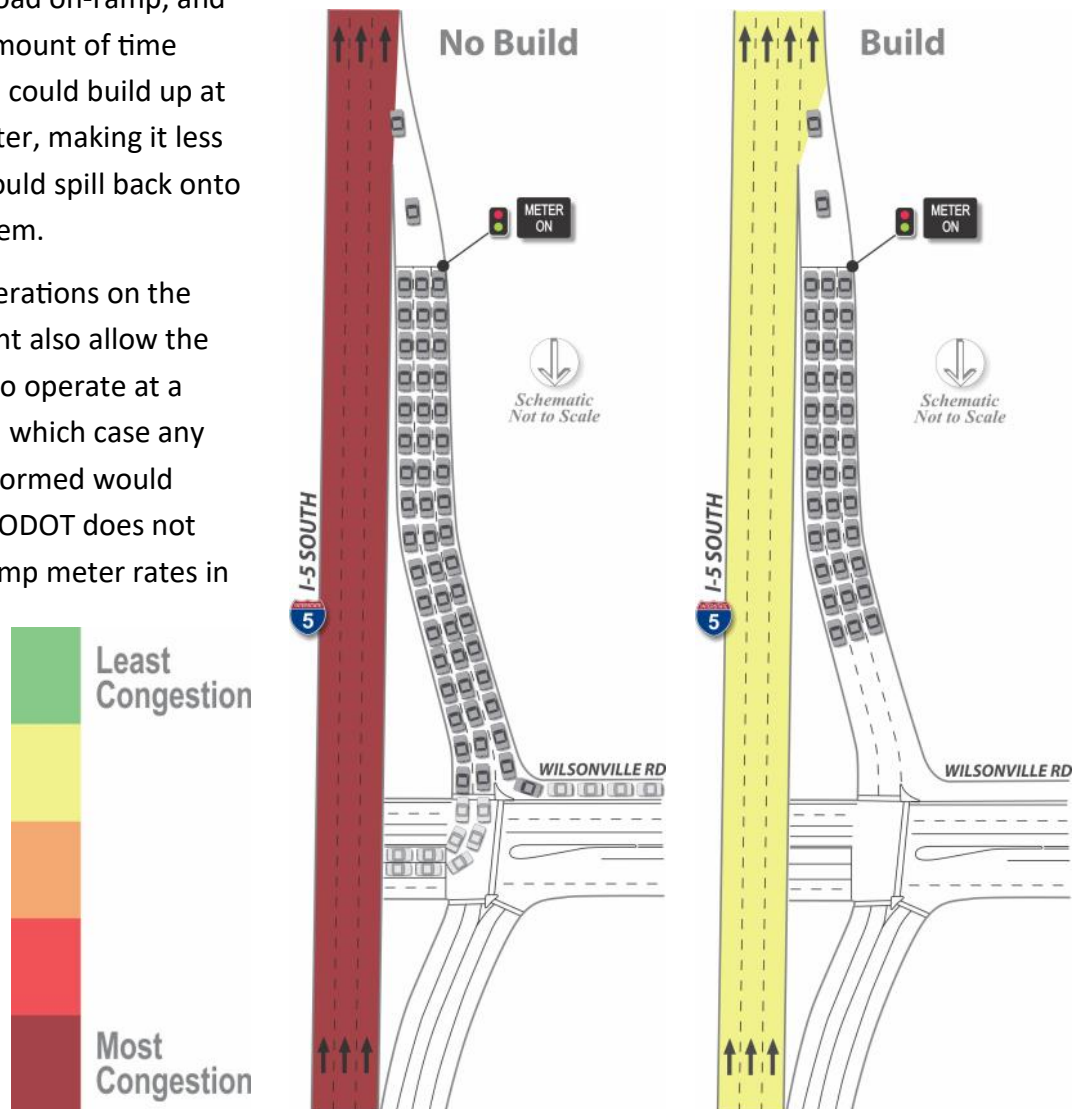 oad on-ramp, and
mount of time
could build up at
ter, making it less
ould spill back onto
em.
erations on the
nt also allow the
o operate at a
which case any
ormed would
ODOT does not
mp meter rates in
Least
Congestion
Most
Congestion
No Build
METER
ON
Schematic
Not to Scale
I-5 SOUTH
5
WILSONVILLE RD
Build
METER
ON
Schematic
Not to Scale
I-5 SOUTH
5
WILSONVILLE RD